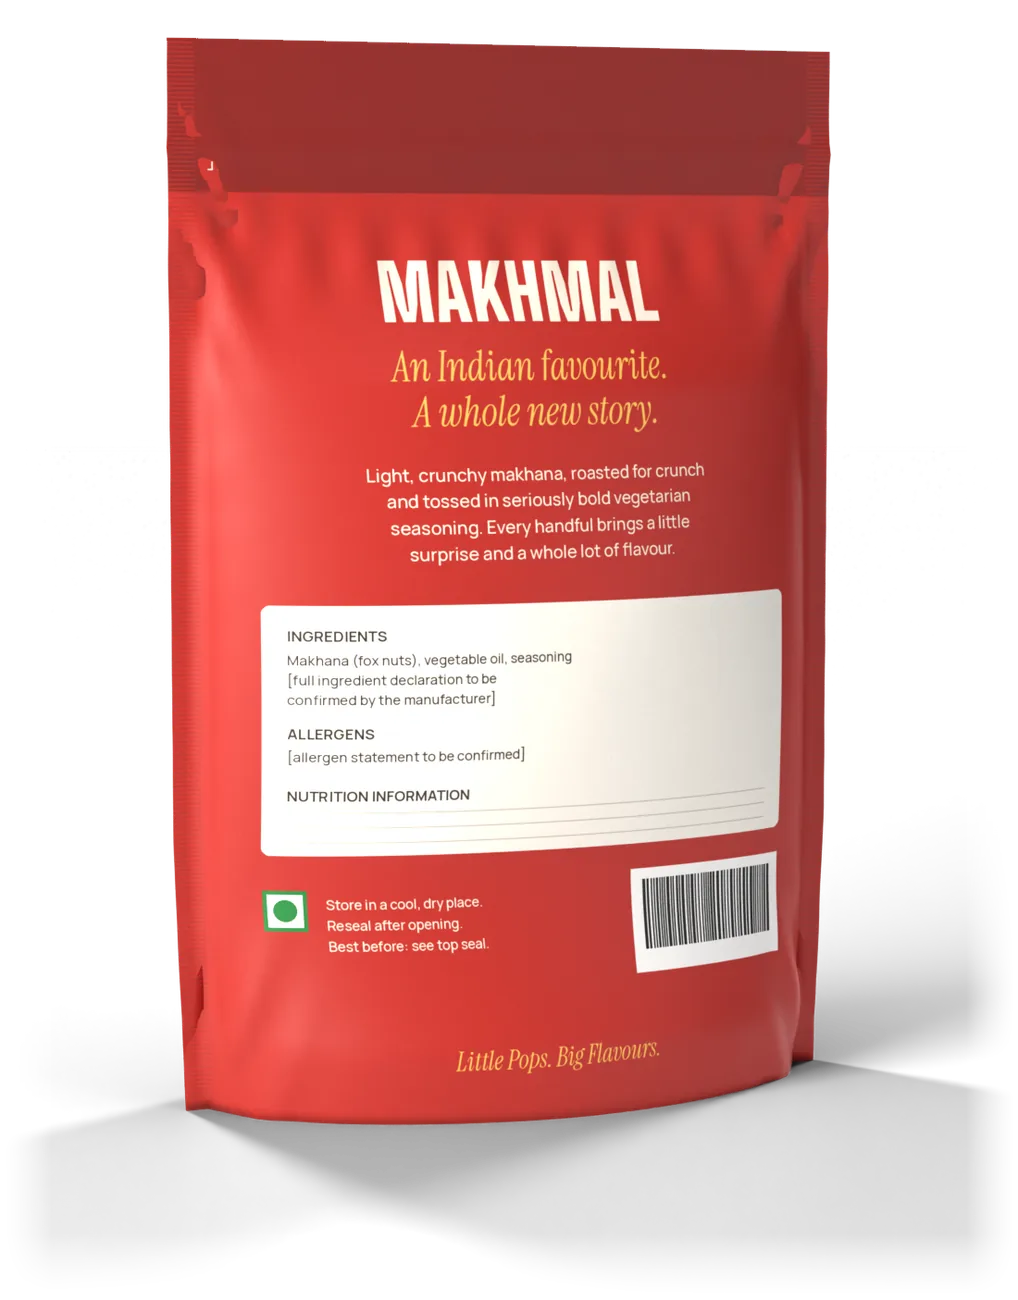 MAKHMAL
An Indian favourite.
A whole new story.
Light, crunchy makhana, roasted for crunch
and tossed in seriously bold vegetarian
seasoning. Every handful brings a little
surprise and a whole lot of flavour.
INGREDIENTS
Makhana (fox nuts), vegetable oil, seasoning
[full ingredient declaration to be
confirmed by the manufacturer]
ALLERGENS
[allergen statement to be confirmed]
NUTRITION INFORMATION
Store in a cool, dry place.
Reseal after opening.
Best before: see top seal.
Little Pops. Big Flavours.